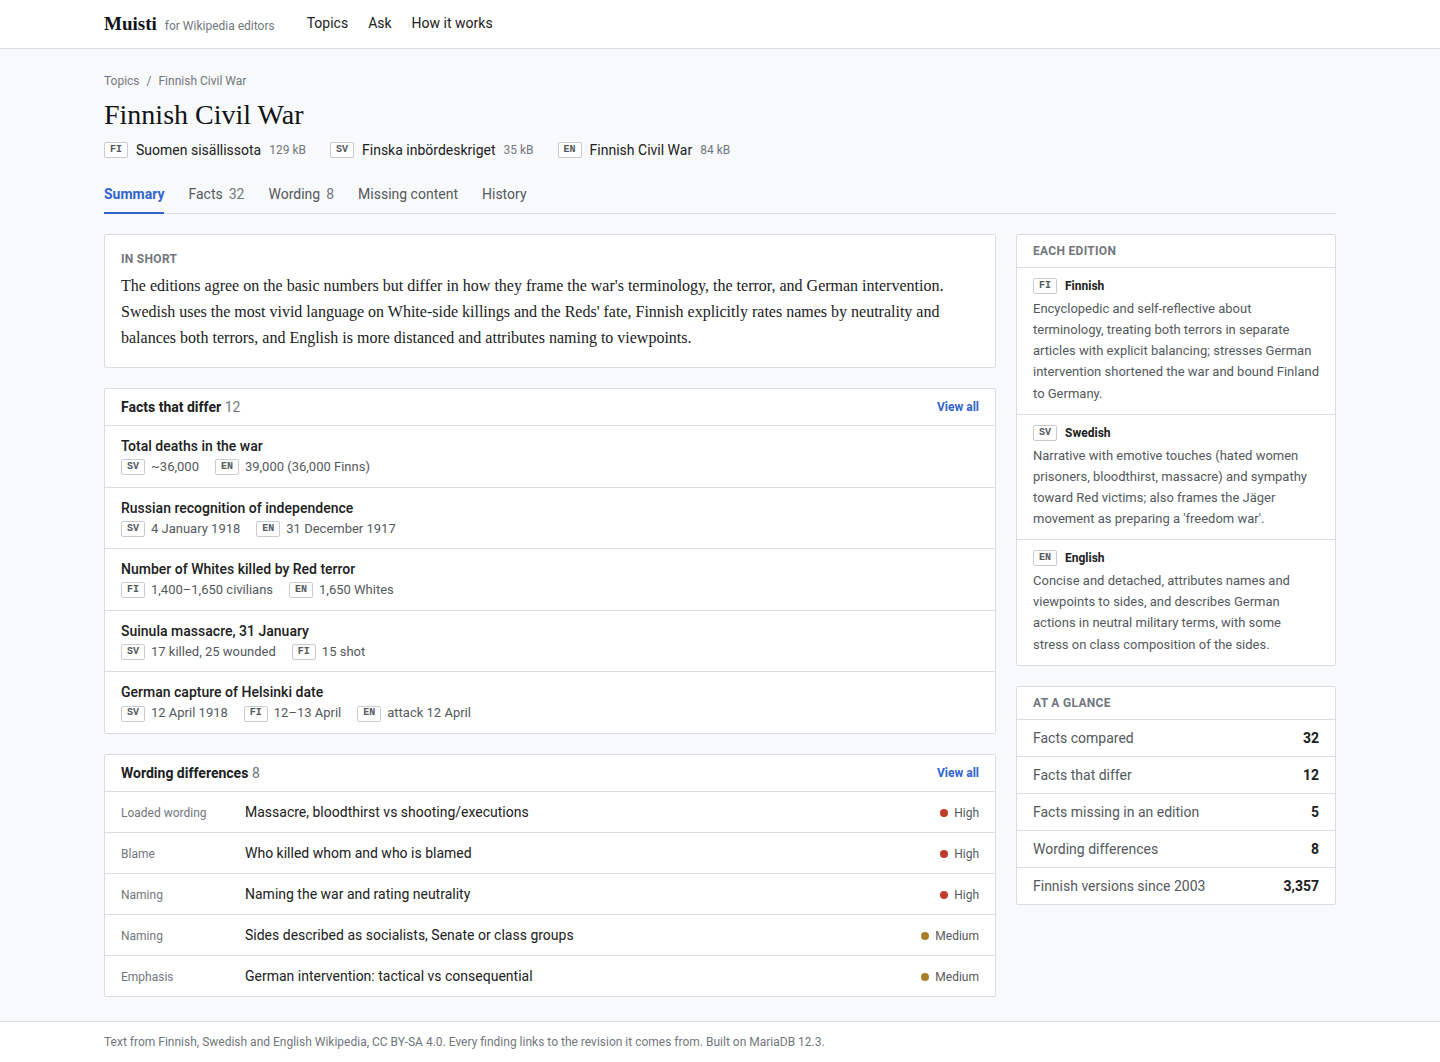 Muisti for Wikipedia editors Topics Ask How it works
Topics / Finnish Civil War
Finnish Civil War
FI Suomen sisällissota 129 kB SV Finska inbördeskriget 35 kB EN Finnish Civil War 84 kB
Summary Facts 32 Wording 8 Missing content History
IN SHORT
The editions agree on the basic numbers but differ in how they frame the war's terminology, the terror, and German intervention.
Swedish uses the most vivid language on White-side killings and the Reds' fate, Finnish explicitly rates names by neutrality and
balances both terrors, and English is more distanced and attributes naming to viewpoints.
Facts that differ 12 View all
Total deaths in the war
SV ~36,000 EN 39,000 (36,000 Finns)
Russian recognition of independence
SV 4 January 1918 EN 31 December 1917
Number of Whites killed by Red terror
FI 1,400–1,650 civilians EN 1,650 Whites
Suinula massacre, 31 January
SV 17 killed, 25 wounded FI 15 shot
German capture of Helsinki date
SV 12 April 1918 FI 12–13 April EN attack 12 April
Wording differences 8 View all
Loaded wording Massacre, bloodthirst vs shooting/executions High
Blame Who killed whom and who is blamed High
Naming Naming the war and rating neutrality High
Naming Sides described as socialists, Senate or class groups Medium
Emphasis German intervention: tactical vs consequential Medium
EACH EDITION
FI Finnish
Encyclopedic and self-reflective about
terminology, treating both terrors in separate
articles with explicit balancing; stresses German
intervention shortened the war and bound Finland
to Germany.
SV Swedish
Narrative with emotive touches (hated women
prisoners, bloodthirst, massacre) and sympathy
toward Red victims; also frames the Jäger
movement as preparing a 'freedom war'.
EN English
Concise and detached, attributes names and
viewpoints to sides, and describes German
actions in neutral military terms, with some
stress on class composition of the sides.
AT A GLANCE
Facts compared 32
Facts that differ 12
Facts missing in an edition 5
Wording differences 8
Finnish versions since 2003 3,357
Text from Finnish, Swedish and English Wikipedia, CC BY-SA 4.0. Every finding links to the revision it comes from. Built on MariaDB 12.3.